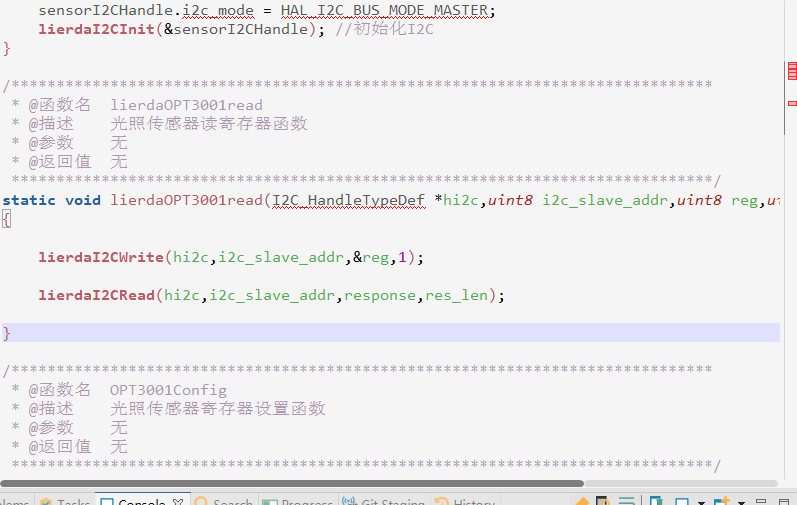 sensorI2CHandle.i2c_mode = HAL_I2C_BUS_MODE_MASTER;
lierdaI2CInit(&sensorI2CHandle); //初始化I2C
}
/******************************************************************************
* @函数名 lierdaOPT3001read
* @描述 光照传感器读寄存器函数
* @参数 无
* @返回值 无
******************************************************************************/
static void lierdaOPT3001read(I2C_HandleTypeDef *hi2c,uint8 i2c_slave_addr,uint8 reg,
{
lierdaI2CWrite(hi2c,i2c_slave_addr,&reg,1);
lierdaI2CRead(hi2c,i2c_slave_addr,response,res_len);
}
/******************************************************************************
* @函数名 OPT3001Config
* @描述 光照传感器寄存器设置函数
* @参数 无
* @返回值 无
******************************************************************************/
Tasks Console Search Progress Git Staging History